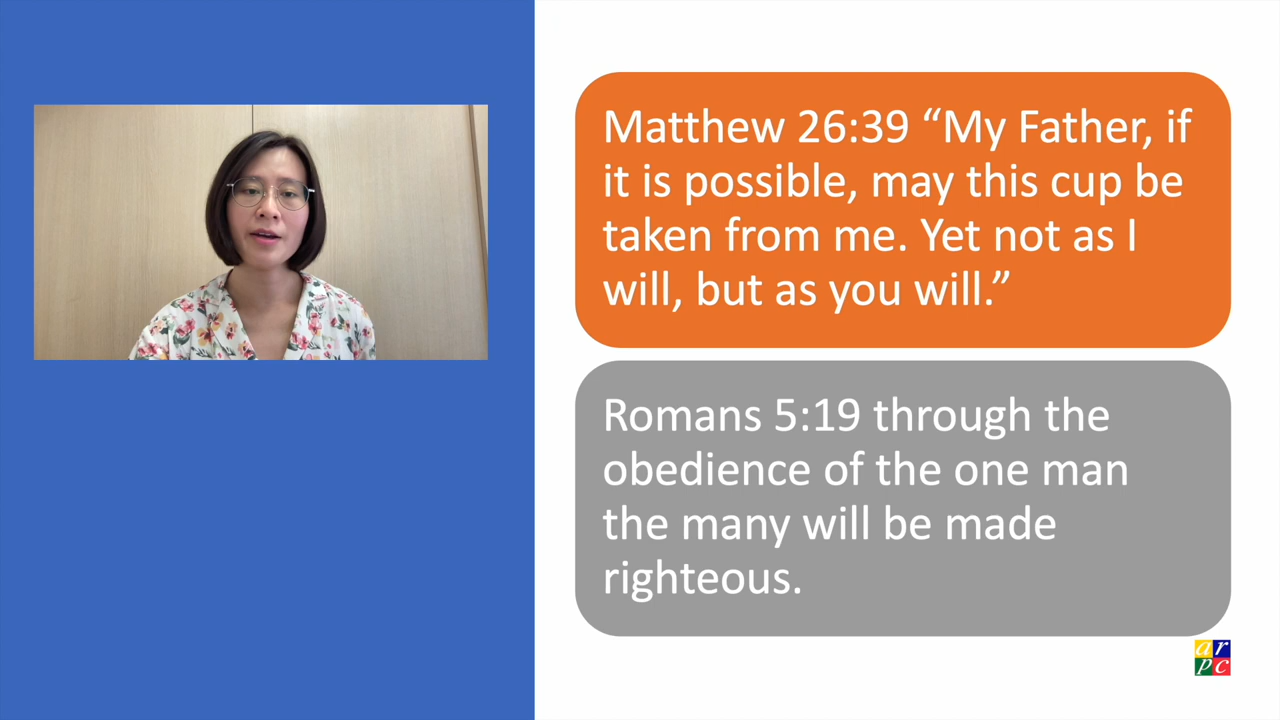 Matthew 26:39 “My Father, if
it is possible, may this cup be
taken from me. Yet not as I
will, but as you will.”
Romans 5:19 through the
obedience of the one man
the many will be made
righteous.
ar
pc